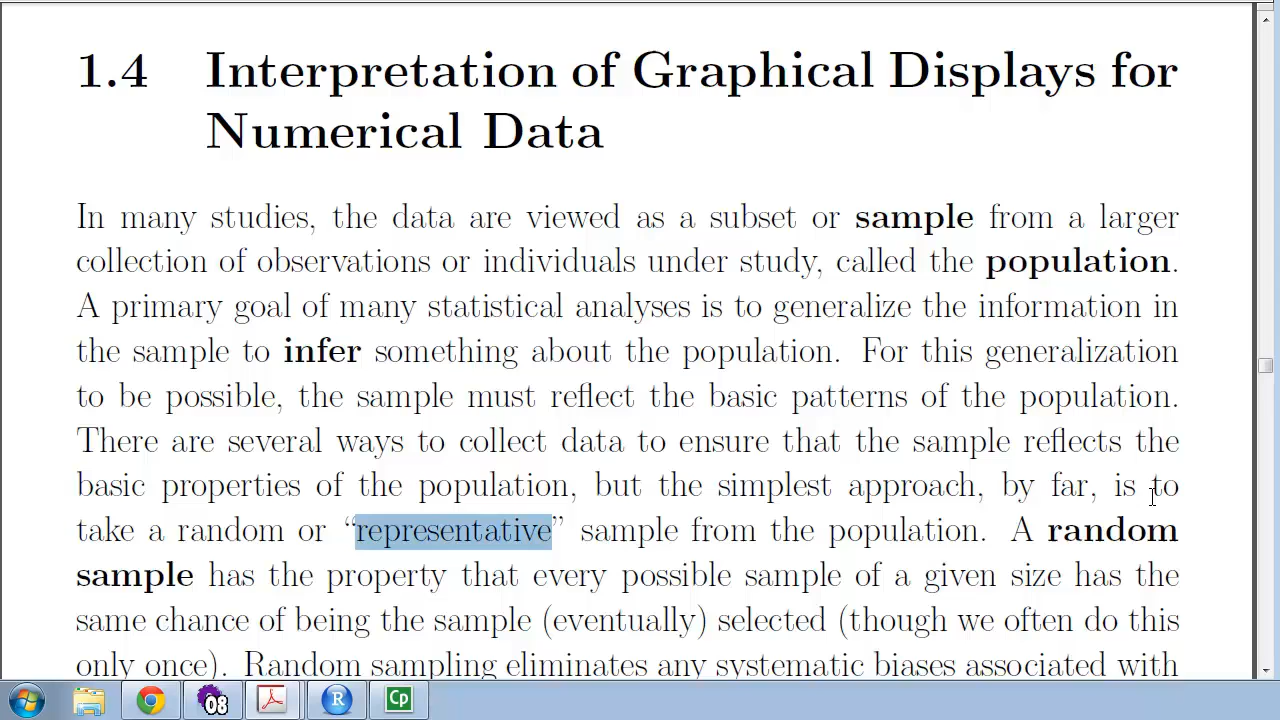 1.4 Interpretation of Graphical Displays for
Numerical Data
In many studies, the data are viewed as a subset or sample from a larger
collection of observations or individuals under study, called the population.
A primary goal of many statistical analyses is to generalize the information in
the sample to infer something about the population. For this generalization
to be possible, the sample must reflect the basic patterns of the population.
There are several ways to collect data to ensure that the sample reflects the
basic properties of the population, but the simplest approach, by far, is to
take a random or “representative” sample from the population. A random
sample has the property that every possible sample of a given size has the
same chance of being the sample (eventually) selected (though we often do this
only once). Random sampling eliminates any systematic biases associated with
08
R
Cp